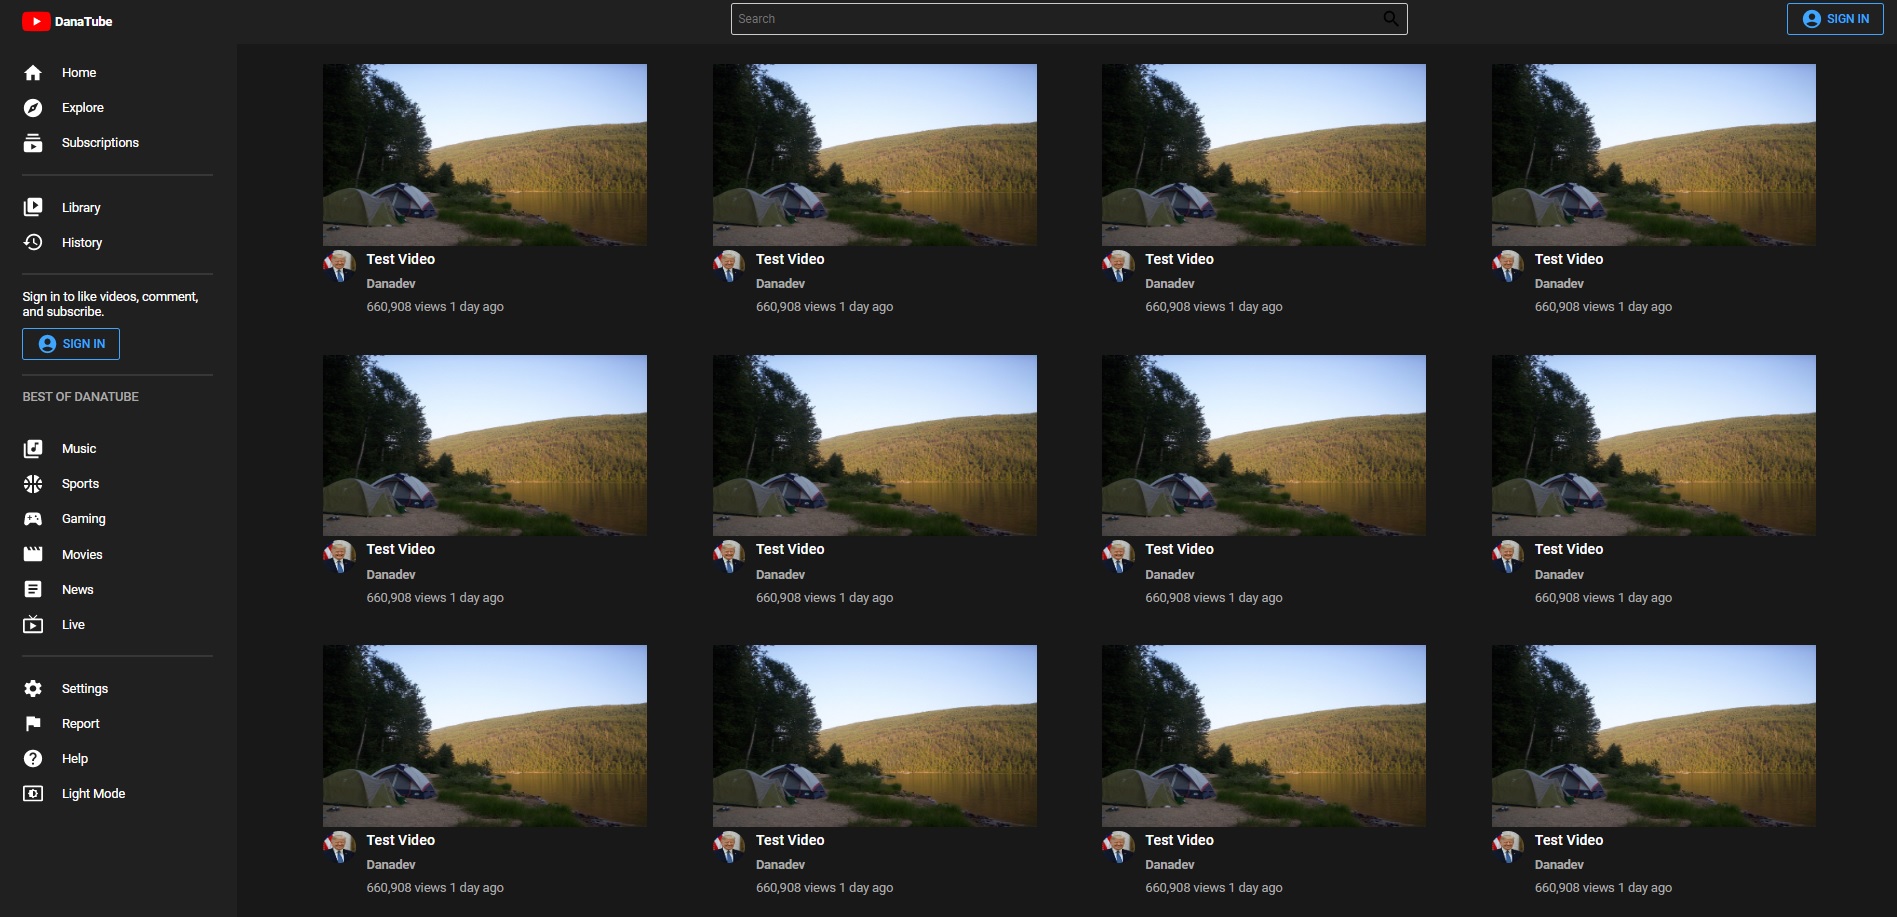 DanaTube
Search
SIGN IN
Home
Explore
Subscriptions
Library
History
Sign in to like videos, comment,
and subscribe.
SIGN IN
BEST OF DANATUBE
Music
Sports
Gaming
Movies
News
Live
Settings
Report
Help
Light Mode
Test Video
Danadev
660,908 views 1 day ago
Test Video
Danadev
660,908 views 1 day ago
Test Video
Danadev
660,908 views 1 day ago
Test Video
Danadev
660,908 views 1 day ago
Test Video
Danadev
660,908 views 1 day ago
Test Video
Danadev
660,908 views 1 day ago
Test Video
Danadev
660,908 views 1 day ago
Test Video
Danadev
660,908 views 1 day ago
Test Video
Danadev
660,908 views 1 day ago
Test Video
Danadev
660,908 views 1 day ago
Test Video
Danadev
660,908 views 1 day ago
Test Video
Danadev
660,908 views 1 day ago